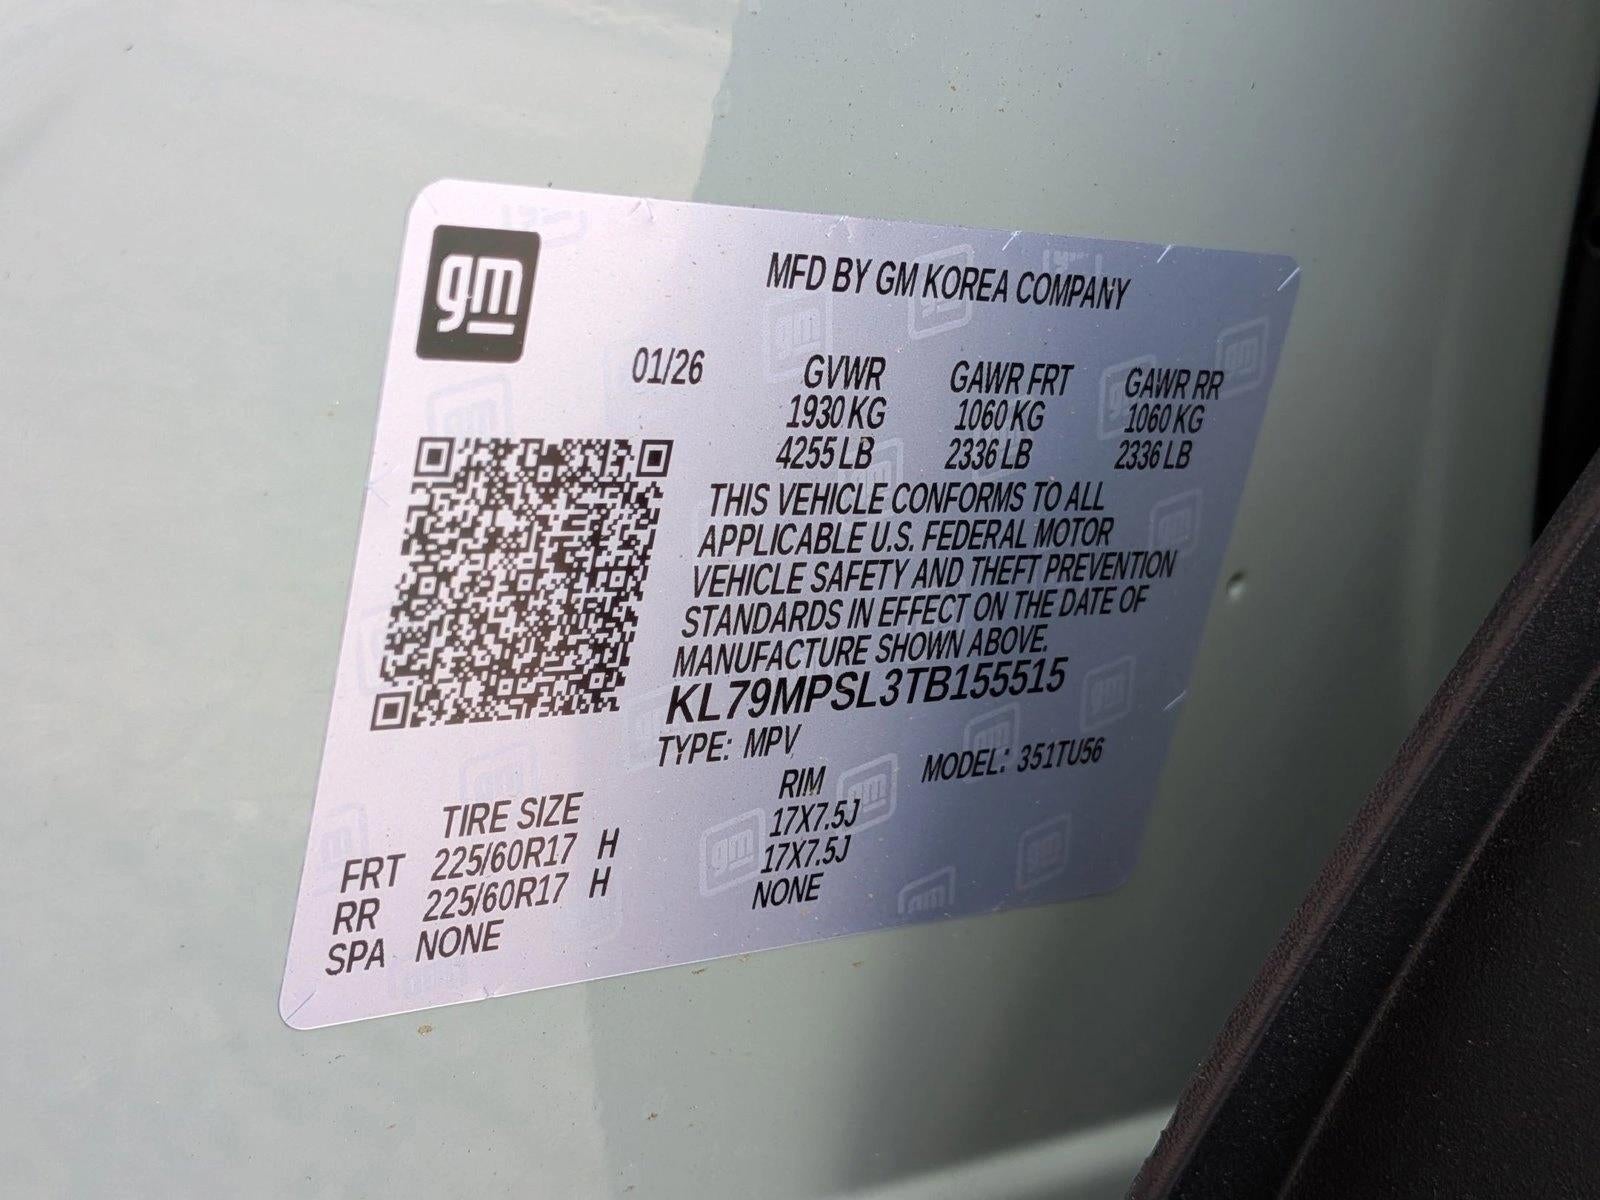 gm
MFD BY GM KOREA COMPANY
01/26 GVWR GAWR FRT GAWR RR
1930 KG 1060 KG 1060 KG
4255 LB 2336 LB 2336 LB
THIS VEHICLE CONFORMS TO ALL
APPLICABLE U.S. FEDERAL MOTOR
VEHICLE SAFETY AND THEFT PREVENTION
STANDARDS IN EFFECT ON THE DATE OF
MANUFACTURE SHOWN ABOVE.
KL79MPSL3TB155515
TYPE: MPV MODEL: 351TU56
TIRE SIZE RIM
FRT 225/60R17 H 17X7.5J
RR 225/60R17 H 17X7.5J
SPA NONE NONE